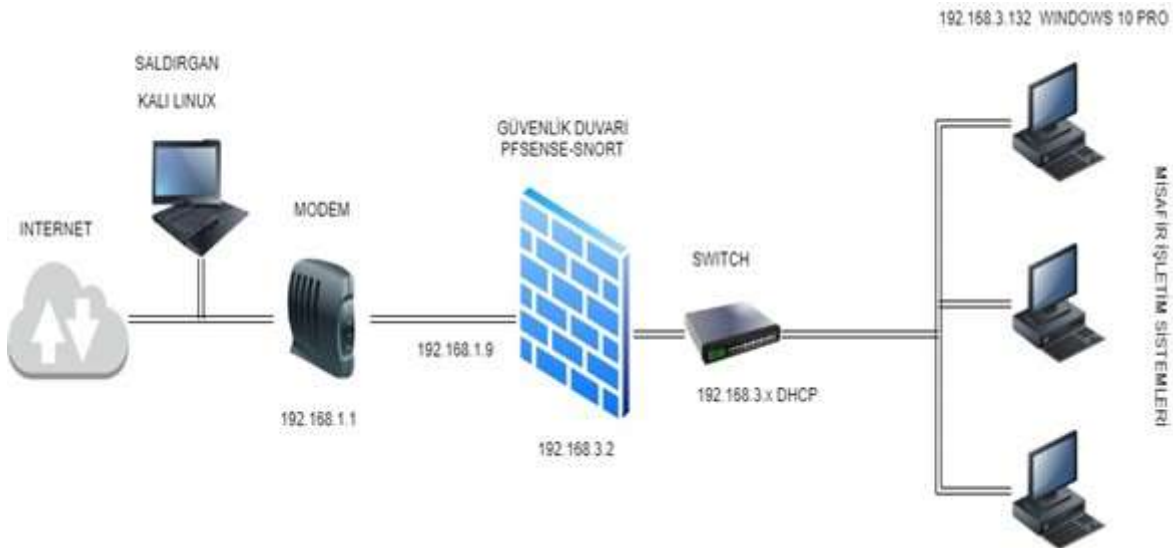 192.168.3.132 WINDOWS 10 PRO
SALDIRGAN
KALI LINUX
GÜVENLİK DUVARI
PFSENSE-SNORT
MODEM
INTERNET
SWITCH
192.168.1.9
192.168.3.x DHCP
192.168.1.1
192.168.3.2
MİSAFİR İŞLETİM SİSTEMLERİ